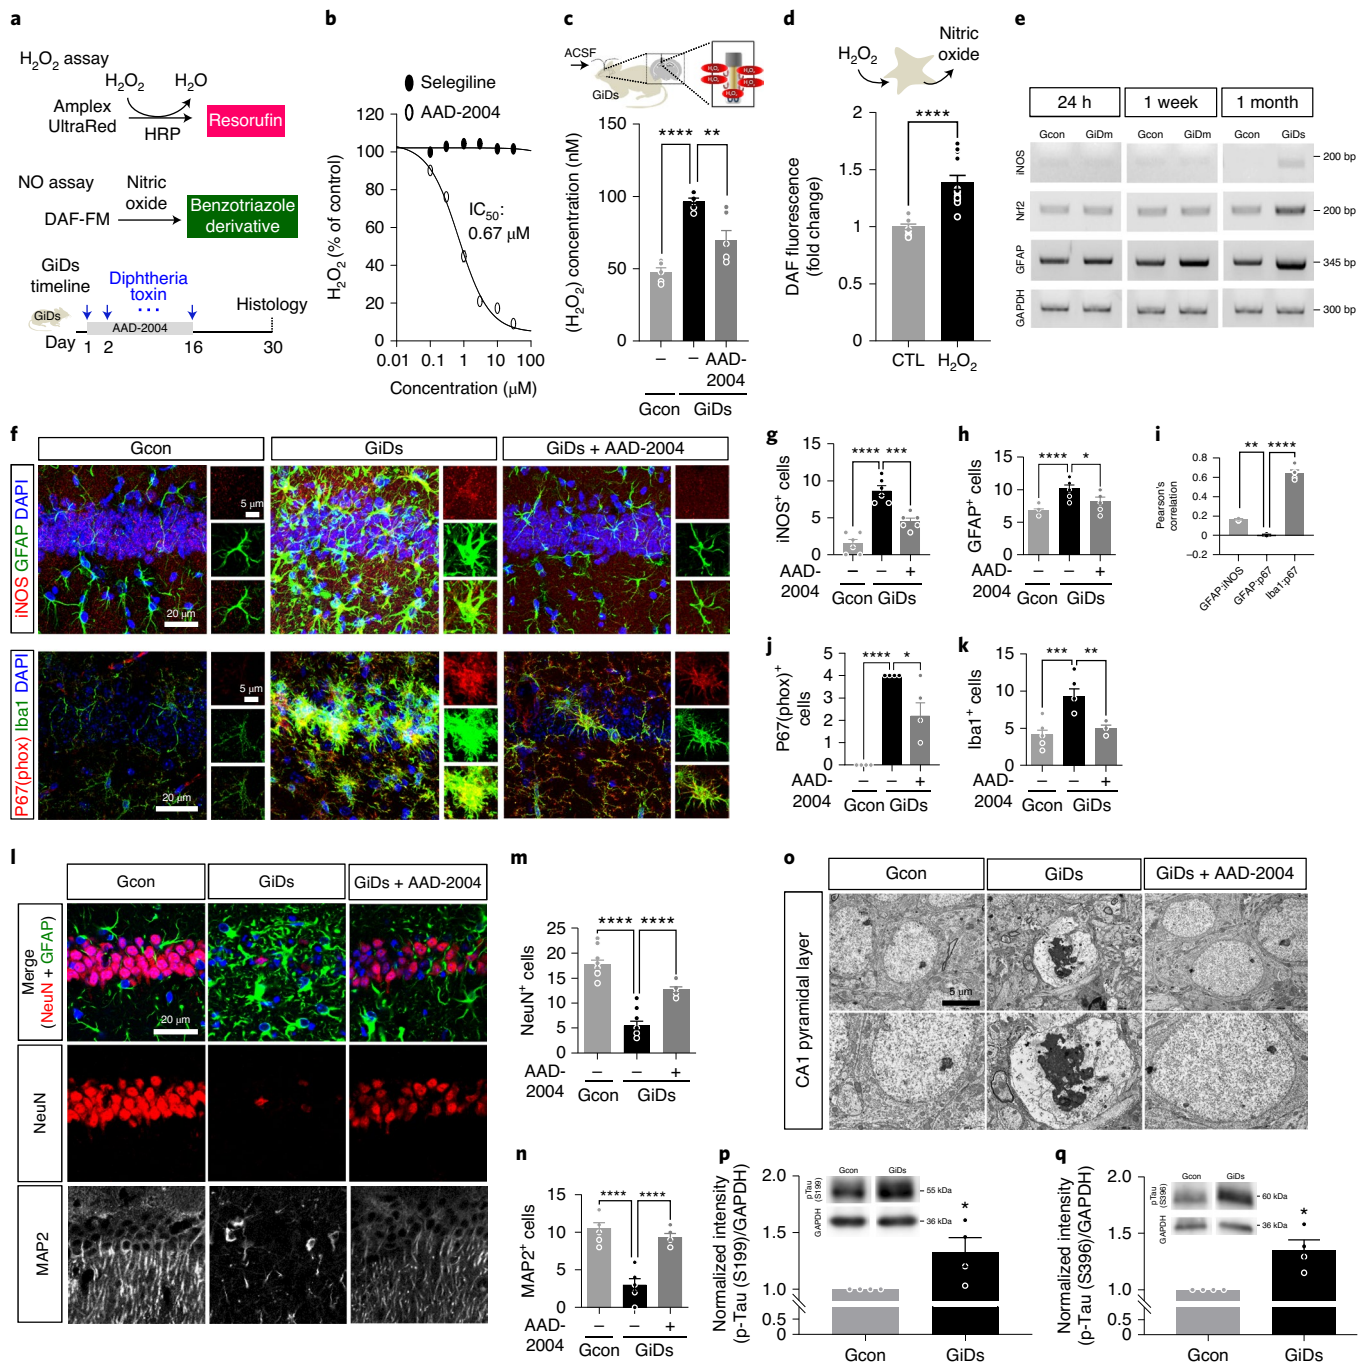 a
H2O2 assay
H2O2 H2O
Amplex
UltraRed
HRP
Resorufin
NO assay
Nitric
oxide
DAF-FM
Benzotriazole
derivative
GiDs
timeline
Diphtheria
toxin
Histology
GiDs
AAD-2004
Day 1 2 16 30
b
Selegiline
AAD-2004
H2O2 (% of control)
120
100
80
60
40
20
0
IC50:
0.67 μM
0.01 0.1 1 10 100
Concentration (μM)
c
ACSF
GiDs
H2O2
H2O2
H2O2
H2O2
H2O2
(H2O2) concentration (nM)
150
100
50
0
**** **
– – AAD-
2004
Gcon GiDs
d
H2O2
Nitric
oxide
DAF fluorescence
(fold change)
2
1.5
1
0.5
0
****
CTL H2O2
e
24 h 1 week 1 month
Gcon GiDm Gcon GiDm Gcon GiDs
iNOS 200 bp
Nrf2 200 bp
GFAP 345 bp
GAPDH 300 bp
f
Gcon GiDs GiDs + AAD-2004
iNOS GFAP DAPI
20 μm
5 μm
P67(phox) Iba1 DAPI
20 μm
5 μm
g
iNOS+ cells
15
10
5
0
**** ***
AAD-
2004
– – +
Gcon GiDs
h
GFAP+ cells
15
10
5
0
**** *
AAD-
2004
– – +
Gcon GiDs
i
Pearson's
correlation
0.8
0.6
0.4
0.2
0
–0.2
** ****
GFAP:iNOS
GFAP:p67
Iba1:p67
j
P67(phox)+
cells
5
4
3
2
1
0
**** *
AAD-
2004
– – +
Gcon GiDs
k
Iba1+ cells
15
10
5
0
*** **
AAD-
2004
– – +
Gcon GiDs
l
Gcon GiDs GiDs + AAD-2004
Merge
(NeuN + GFAP)
20 μm
NeuN
MAP2
m
NeuN+ cells
25
20
15
10
5
0
**** ****
AAD-
2004
– – +
Gcon GiDs
n
MAP2+ cells
15
10
5
0
**** ****
AAD-
2004
– – +
Gcon GiDs
o
Gcon GiDs GiDs + AAD-2004
CA1 pyramidal layer
5 μm
p
Normalized intensity
(p-Tau (S199)/GAPDH)
2.0
1.5
1.0
0.5
0
Gcon GiDs
pTau
(S199)
55 kDa
GAPDH
36 kDa
*
Gcon GiDs
q
Normalized intensity
(p-Tau (S396)/GAPDH)
2.0
1.5
1.0
0.5
0
Gcon GiDs
pTau
(S396)
60 kDa
GAPDH
36 kDa
*
Gcon GiDs